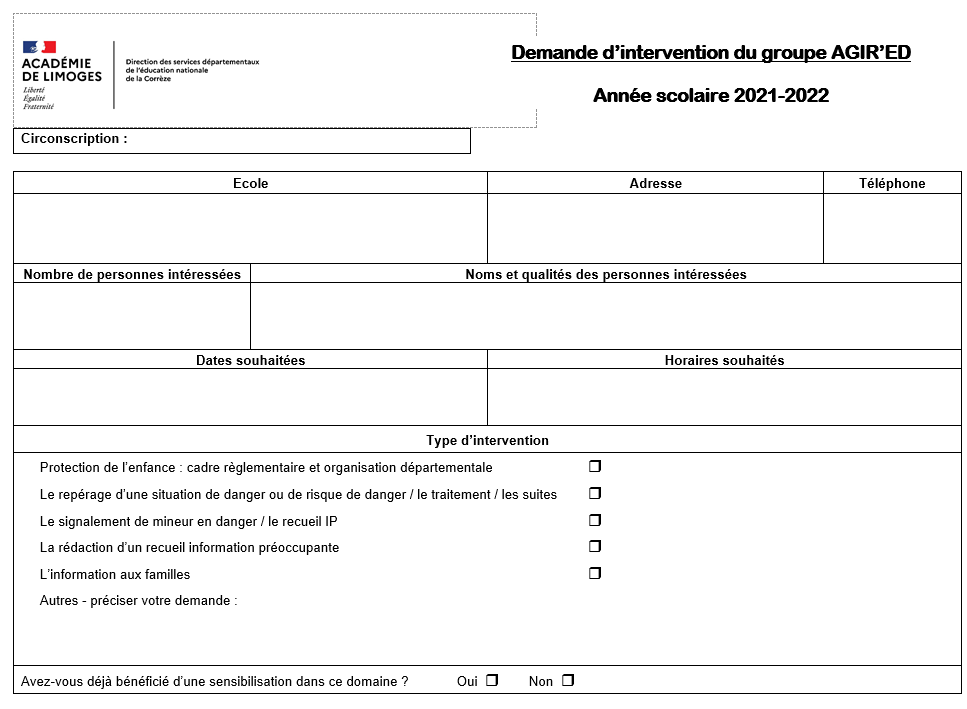 ACADÉMIE
DE LIMOGES
Liberté
Égalité
Fraternité
Direction des services départementaux
de l'éducation nationale
de la Corrèze
Demande d'intervention du groupe AGIR'ED
Année scolaire 2021-2022
Circonscription :
Ecole
Adresse
Téléphone
Nombre de personnes intéressées
Noms et qualités des personnes intéressées
Dates souhaitées
Horaires souhaités
Type d'intervention
Protection de l'enfance : cadre règlementaire et organisation départementale
Le repérage d'une situation de danger ou de risque de danger / le traitement / les suites
Le signalement de mineur en danger / le recueil IP
La rédaction d'un recueil information préoccupante
L'information aux familles
Autres - préciser votre demande :
Avez-vous déjà bénéficié d'une sensibilisation dans ce domaine ? Oui ❒ Non ❒